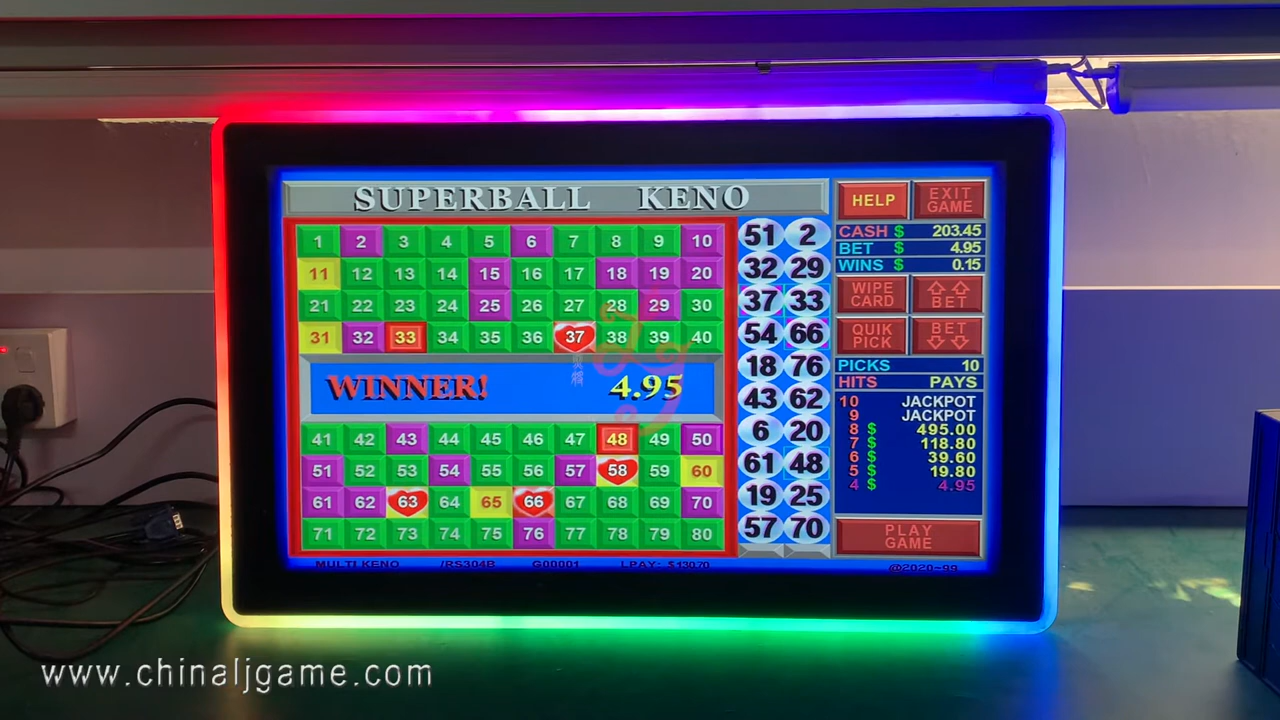 SUPERBALL KENO
HELP
EXIT GAME
1 2 3 4 5 6 7 8 9 10
11 12 13 14 15 16 17 18 19 20
21 22 23 24 25 26 27 28 29 30
31 32 33 34 35 36 37 38 39 40
WINNER! 4.95
41 42 43 44 45 46 47 48 49 50
51 52 53 54 55 56 57 58 59 60
61 62 63 64 65 66 67 68 69 70
71 72 73 74 75 76 77 78 79 80
51 2
32 29
37 33
54 66
18 76
43 62
6 20
61 48
19 25
57 70
CASH $ 203.45
BET $ 4.95
WINS $ 0.15
WIPE CARD
BET
QUIK PICK
BET
PICKS 10
HITS PAYS
10 JACKPOT
9 JACKPOT
8 $ 495.00
7 $ 118.80
6 $ 39.60
5 $ 19.80
4 $ 4.95
PLAY GAME
MULTI KENO /RS304B G00001 LPAY- $13070
@2020-99
www.chinaljgame.com